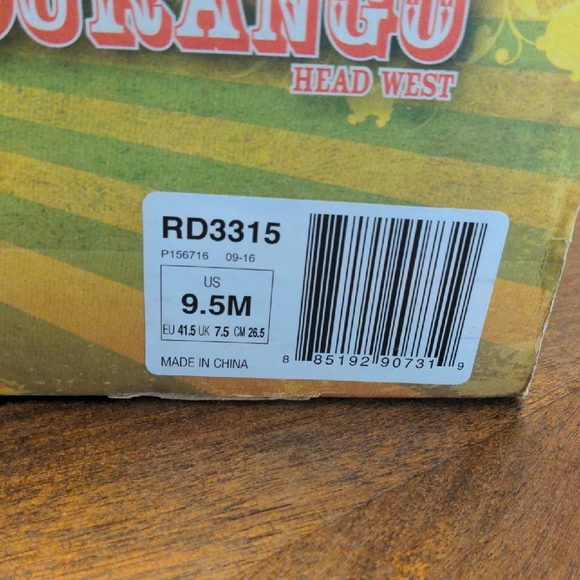 DURANGO
HEAD WEST
RD3315
P156716 09-16
US
9.5M
EU 41.5 UK 7.5 CM 26.5
MADE IN CHINA
8 85192 90731 9